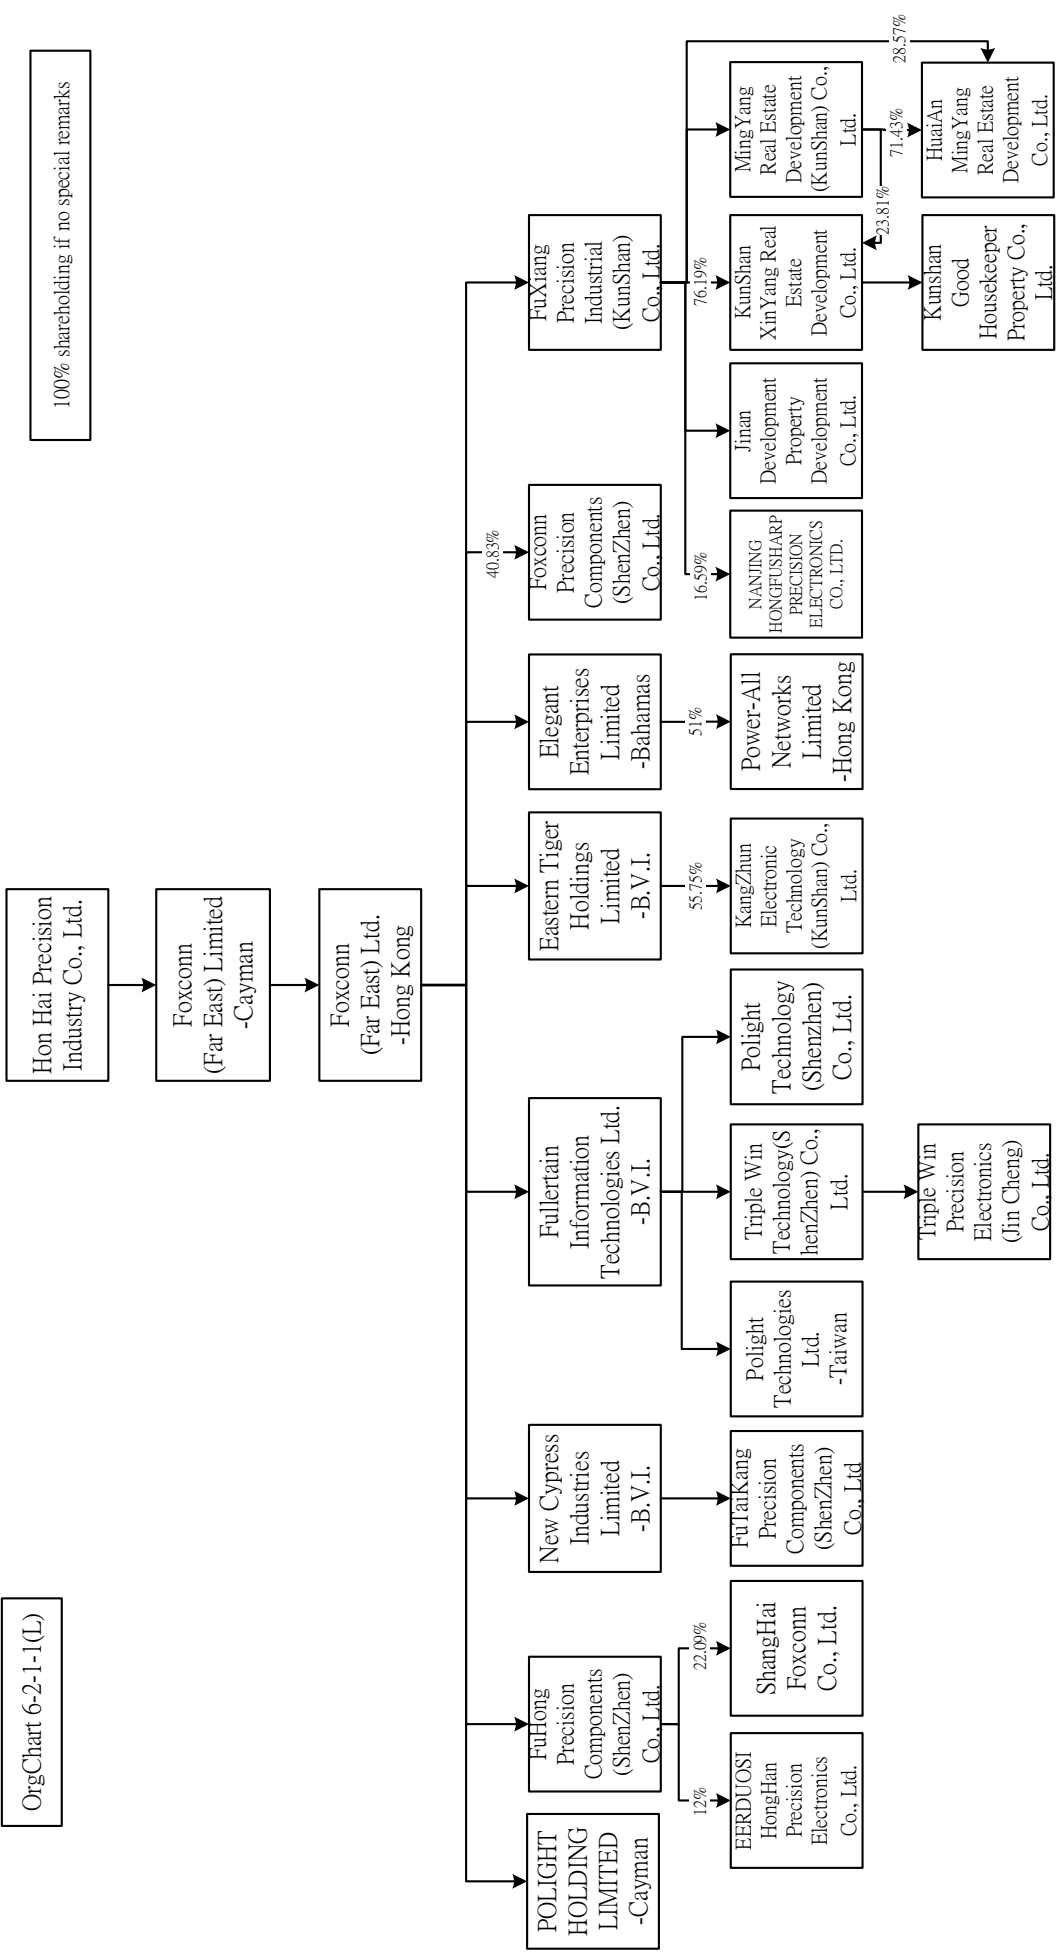 OrgChart 6-2-1-1(L)
100% shareholding if no special remarks
Hon Hai Precision
Industry Co., Ltd.
Foxconn
(Far East) Limited
-Cayman
Foxconn
(Far East) Ltd.
-Hong Kong
40.83%
POLIGHT
HOLDING
LIMITED
-Cayman
FuHong
Precision
Components
(ShenZhen)
Co., Ltd.
New Cypress
Industries
Limited
-B.V.I.
Fullertain
Information
Technologies Ltd.
-B.V.I.
Eastern Tiger
Holdings
Limited
-B.V.I.
Elegant
Enterprises
Limited
-Bahamas
Foxconn
Precision
Components
(ShenZhen)
Co., Ltd.
FuXiang
Precision
Industrial
(KunShan)
Co., Ltd.
12%
22.09%
55.75%
51%
16.59%
76.19%
EERDUOSI
HongHan
Precision
Electronics
Co., Ltd.
ShangHai
Foxconn
Co., Ltd.
FuTaiKang
Precision
Components
(ShenZhen)
Co., Ltd
Polight
Technologies
Ltd.
-Taiwan
Triple Win
Technology(S
henZhen) Co.,
Ltd.
Polight
Technology
(Shenzhen)
Co., Ltd.
KangZhun
Electronic
Technology
(KunShan) Co.,
Ltd.
Power-All
Networks
Limited
-Hong Kong
NANJING
HONGFUSHARP
PRECISION
ELECTRONICS
CO., LTD.
Jinan
Development
Property
Development
Co., Ltd.
KunShan
XinYang Real
Estate
Development
Co., Ltd.
MingYang
Real Estate
Development
(KunShan) Co.,
Ltd.
23.81%
71.43%
28.57%
Triple Win
Precision
Electronics
(Jin Cheng)
Co., Ltd.
Kunshan
Good
Housekeeper
Property Co.,
Ltd.
HuaiAn
MingYang
Real Estate
Development
Co., Ltd.